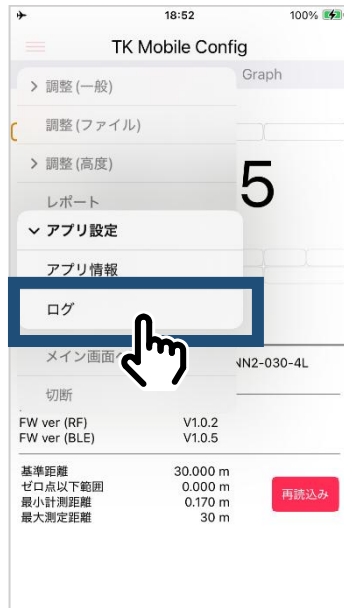 18:52
100%
TK Mobile Config
Graph
> 調整 (一般)
調整 (ファイル)
> 調整 (高度)
5
レポート
アプリ設定
アプリ情報
ログ
メイン画面へ
NN2-030-4L
切断
FW ver (RF) V1.0.2
FW ver (BLE) V1.0.5
基準距離 30.000 m
ゼロ点以下範囲 0.000 m
最小計測距離 0.170 m
再読込み
最大測定距離 30 m